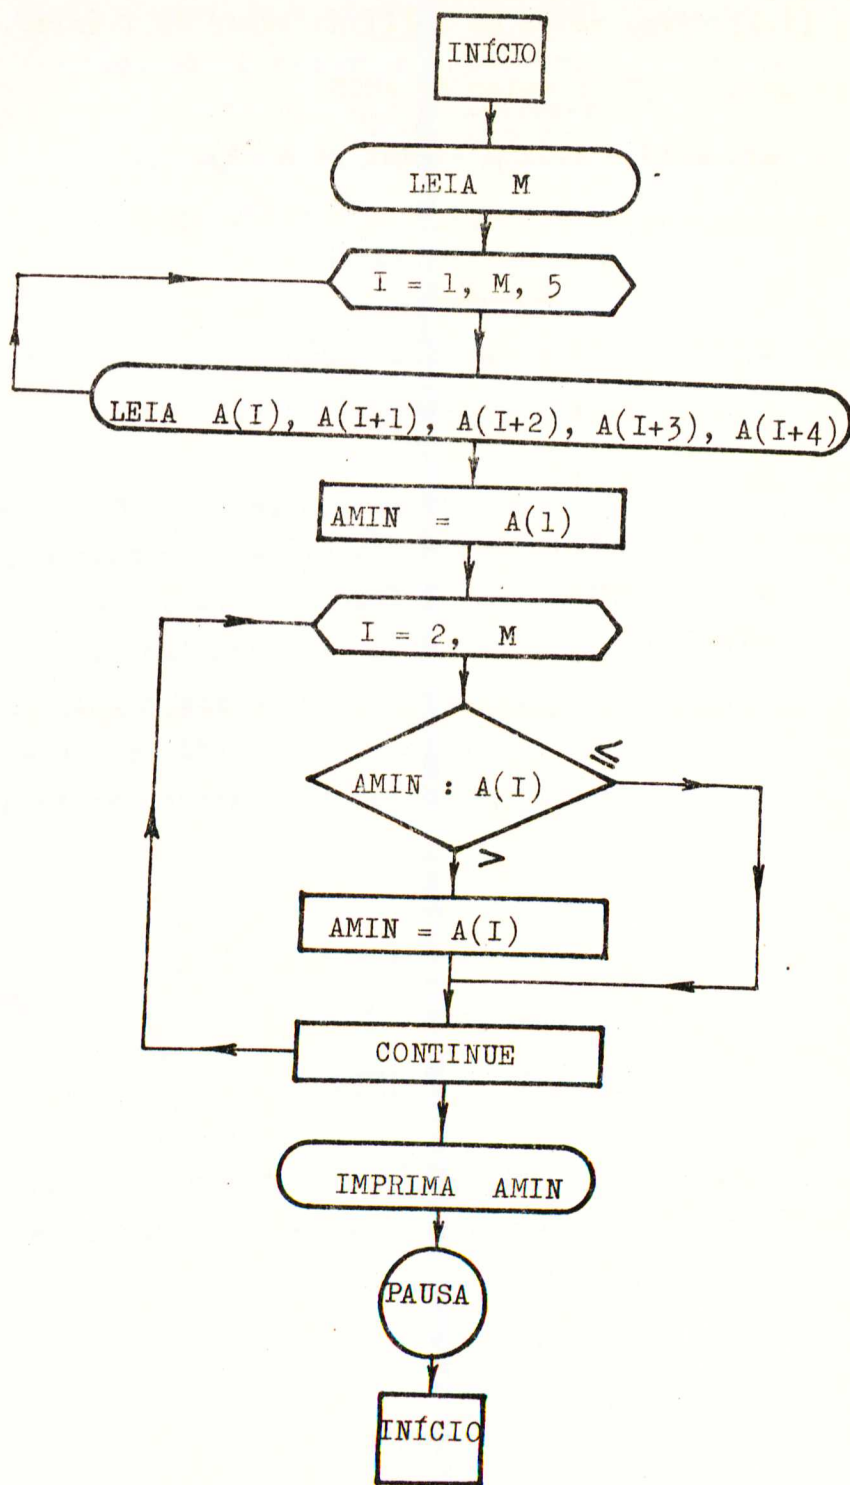 INÍCIO
LEIA M
I = 1, M, 5
LEIA A(I), A(I+1), A(I+2), A(I+3), A(I+4)
AMIN = A(1)
I = 2, M
≤
AMIN : A(I)
>
AMIN = A(I)
CONTINUE
IMPRIMA AMIN
PAUSA
INÍCIO